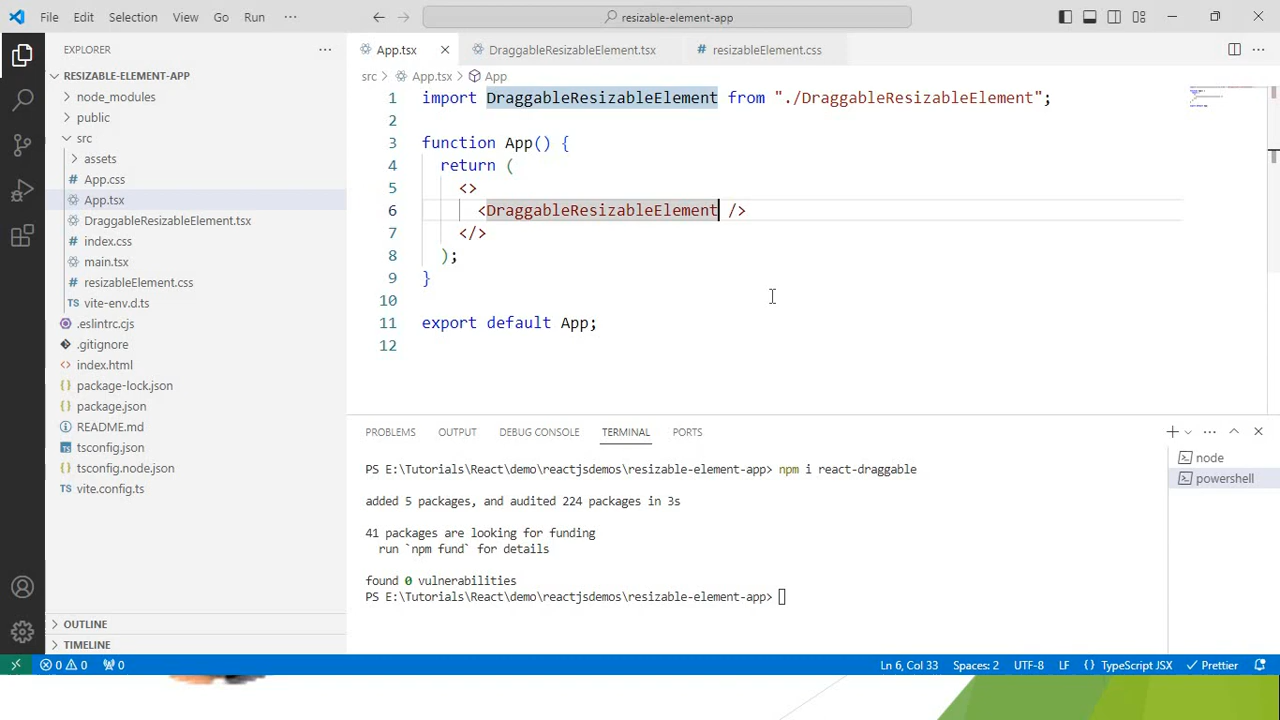 File Edit Selection View Go Run ···
resizable-element-app
EXPLORER ···
App.tsx
DraggableResizableElement.tsx
# resizableElement.css
RESIZABLE-ELEMENT-APP
node_modules
public
src
assets
# App.css
App.tsx
DraggableResizableElement.tsx
# index.css
main.tsx
# resizableElement.css
TS vite-env.d.ts
.eslintrc.cjs
.gitignore
<> index.html
{} package-lock.json
{} package.json
README.md
TS tsconfig.json
{} tsconfig.node.json
TS vite.config.ts
OUTLINE
TIMELINE
src > App.tsx > App
1 import DraggableResizableElement from "./DraggableResizableElement";
2
3 function App() {
4 return (
5 <>
6 <DraggableResizableElement />
7 </>
8 );
9 }
10
11 export default App;
12
PROBLEMS OUTPUT DEBUG CONSOLE TERMINAL PORTS
PS E:\Tutorials\React\demo\reactjsdemos\resizable-element-app> npm i react-draggable
added 5 packages, and audited 224 packages in 3s
41 packages are looking for funding
run `npm fund` for details
found 0 vulnerabilities
PS E:\Tutorials\React\demo\reactjsdemos\resizable-element-app>
node
powershell
0 0 0
Ln 6, Col 33 Spaces: 2 UTF-8 LF {} TypeScript JSX Prettier